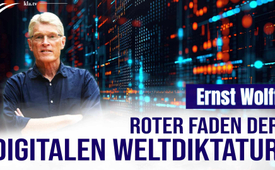 kla.tv
Ernst Wolff
ROTER FADEN DER
DIGITALEN WELTDIKTATUR